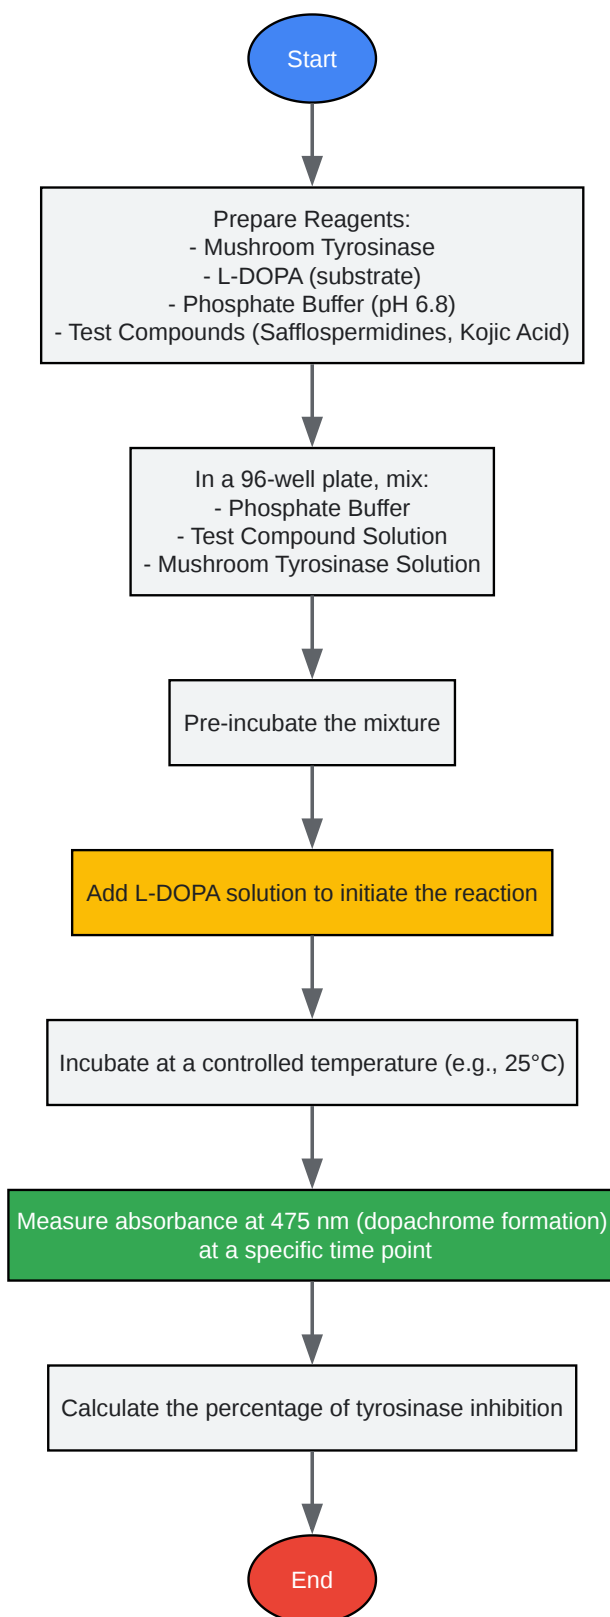 Start
Prepare Reagents:
- Mushroom Tyrosinase
- L-DOPA (substrate)
- Phosphate Buffer (pH 6.8)
- Test Compounds (Safflospermidines, Kojic Acid)
In a 96-well plate, mix:
- Phosphate Buffer
- Test Compound Solution
- Mushroom Tyrosinase Solution
Pre-incubate the mixture
Add L-DOPA solution to initiate the reaction
Incubate at a controlled temperature (e.g., 25°C)
Measure absorbance at 475 nm (dopachrome formation)
at a specific time point
Calculate the percentage of tyrosinase inhibition
End